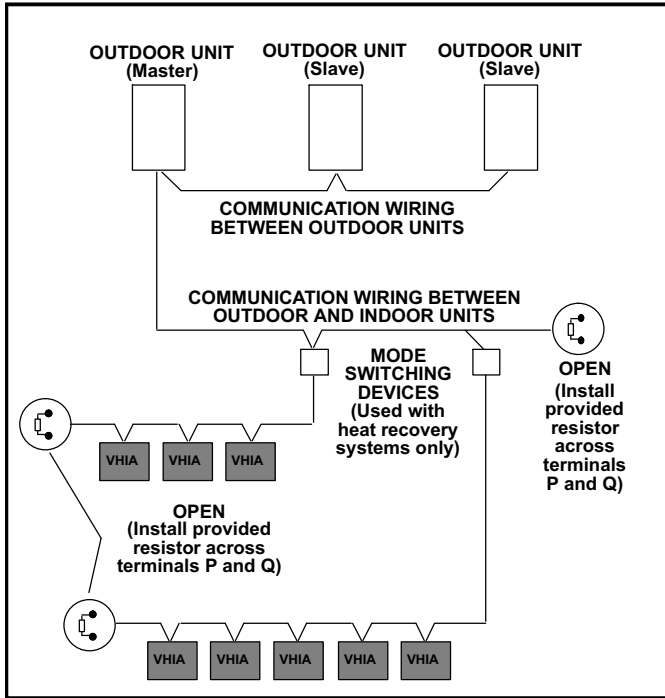 OUTDOOR UNIT
(Master)
OUTDOOR UNIT
(Slave)
OUTDOOR UNIT
(Slave)
COMMUNICATION WIRING
BETWEEN OUTDOOR UNITS
COMMUNICATION WIRING BETWEEN
OUTDOOR AND INDOOR UNITS
MODE
SWITCHING
DEVICES
(Used with
heat recovery
systems only)
OPEN
(Install
provided
resistor
across
terminals
P and Q)
VHIA
VHIA
VHIA
OPEN
(Install provided
resistor across
terminals P and Q)
VHIA
VHIA
VHIA
VHIA
VHIA